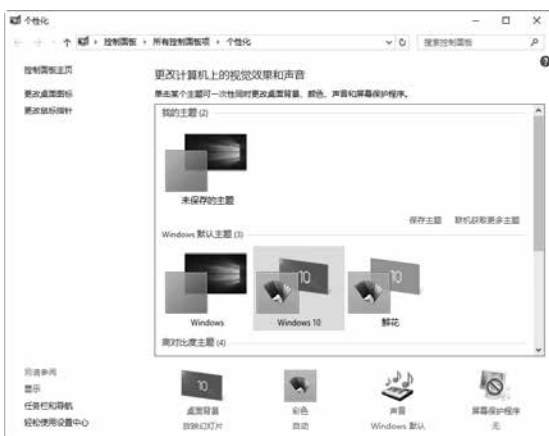 个性化
控制面板 › 所有控制面板项 › 个性化
搜索控制面板
控制面板主页
更改桌面图标
更改鼠标指针
更改计算机上的视觉效果和声音
单击某个主题可一次性同时更改桌面背景、颜色、声音和屏幕保护程序。
我的主题 (2)
未保存的主题
保存主题 联机获取更多主题
Windows 默认主题 (3)
10 10
Windows Windows 10 鲜花
高对比度主题 (4)
另请参阅
显示
任务栏和导航
轻松使用设置中心
10
桌面背景 彩色 声音 屏幕保护程序
放映幻灯片 自动 Windows 默认 无